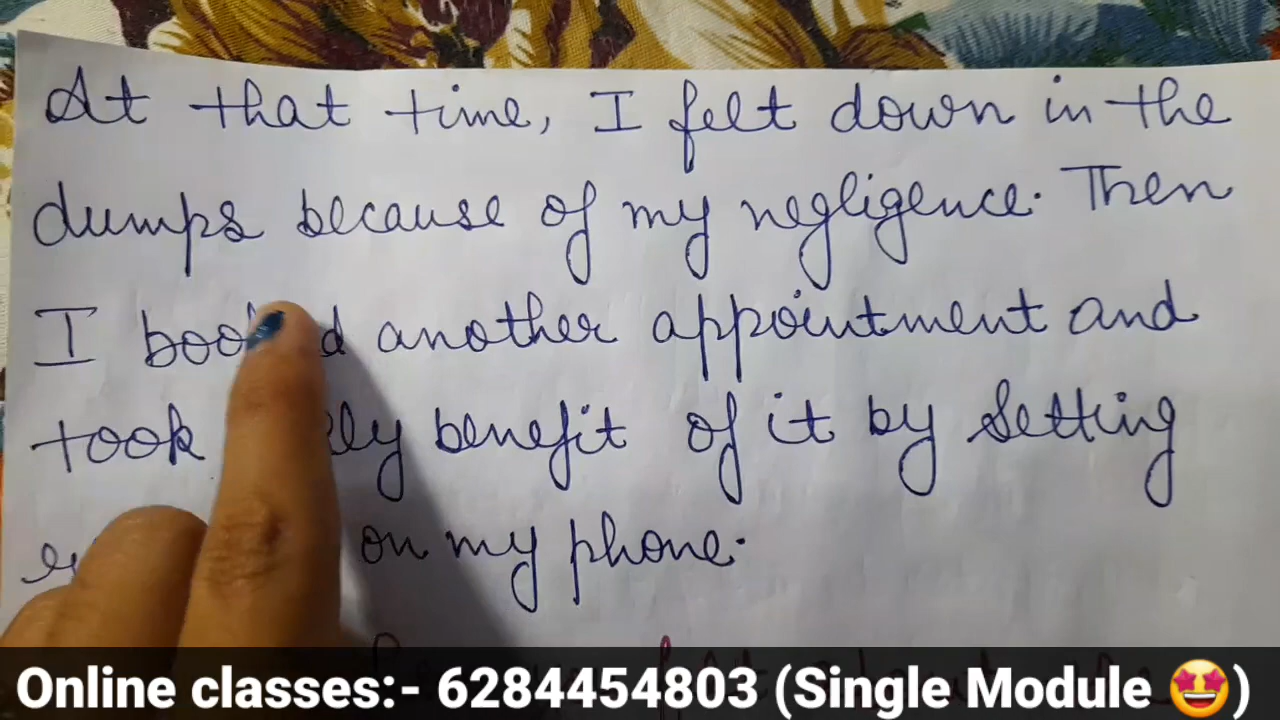 At that time, I felt down in the
dumps because of my negligence. Then
I booked another appointment and
took benefit of it by setting
on my phone.
Online classes:- 6284454803 (Single Module 🤩)